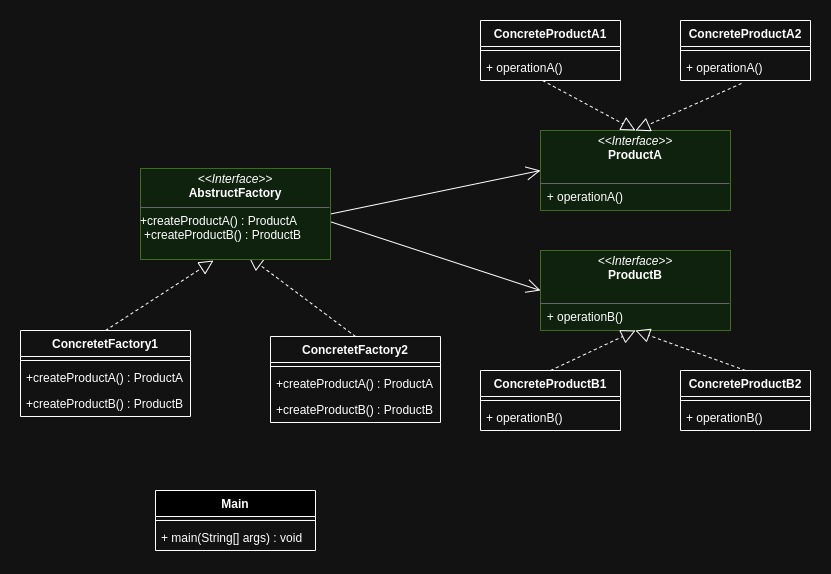 ConcreteProductA1
+ operationA()
ConcreteProductA2
+ operationA()
<<Interface>>
ProductA
+ operationA()
<<Interface>>
AbstructFactory
+createProductA() : ProductA
+createProductB() : ProductB
<<Interface>>
ProductB
+ operationB()
ConcretetFactory1
+createProductA() : ProductA
+createProductB() : ProductB
ConcretetFactory2
+createProductA() : ProductA
+createProductB() : ProductB
ConcreteProductB1
+ operationB()
ConcreteProductB2
+ operationB()
Main
+ main(String[] args) : void